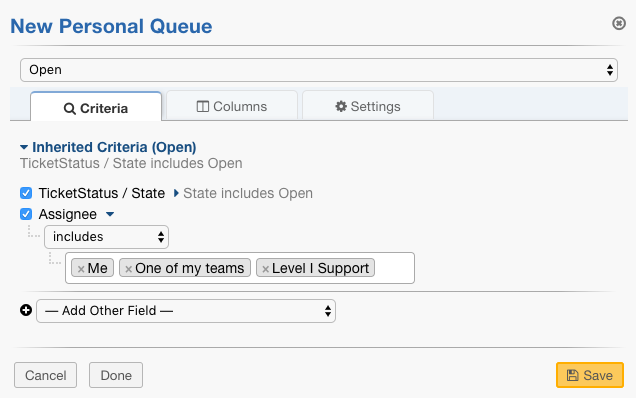 New Personal Queue
Open
Criteria Columns Settings
Inherited Criteria (Open)
TicketStatus / State includes Open
TicketStatus / State State includes Open
Assignee
includes
×Me ×One of my teams ×Level I Support
— Add Other Field —
Cancel Done Save